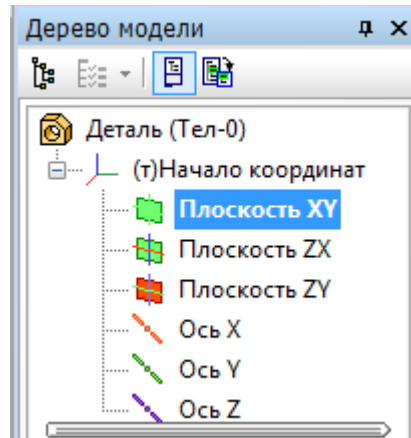 Дерево модели
Деталь (Тел-0)
(т)Начало координат
Плоскость XY
Плоскость ZX
Плоскость ZY
Ось X
Ось Y
Ось Z